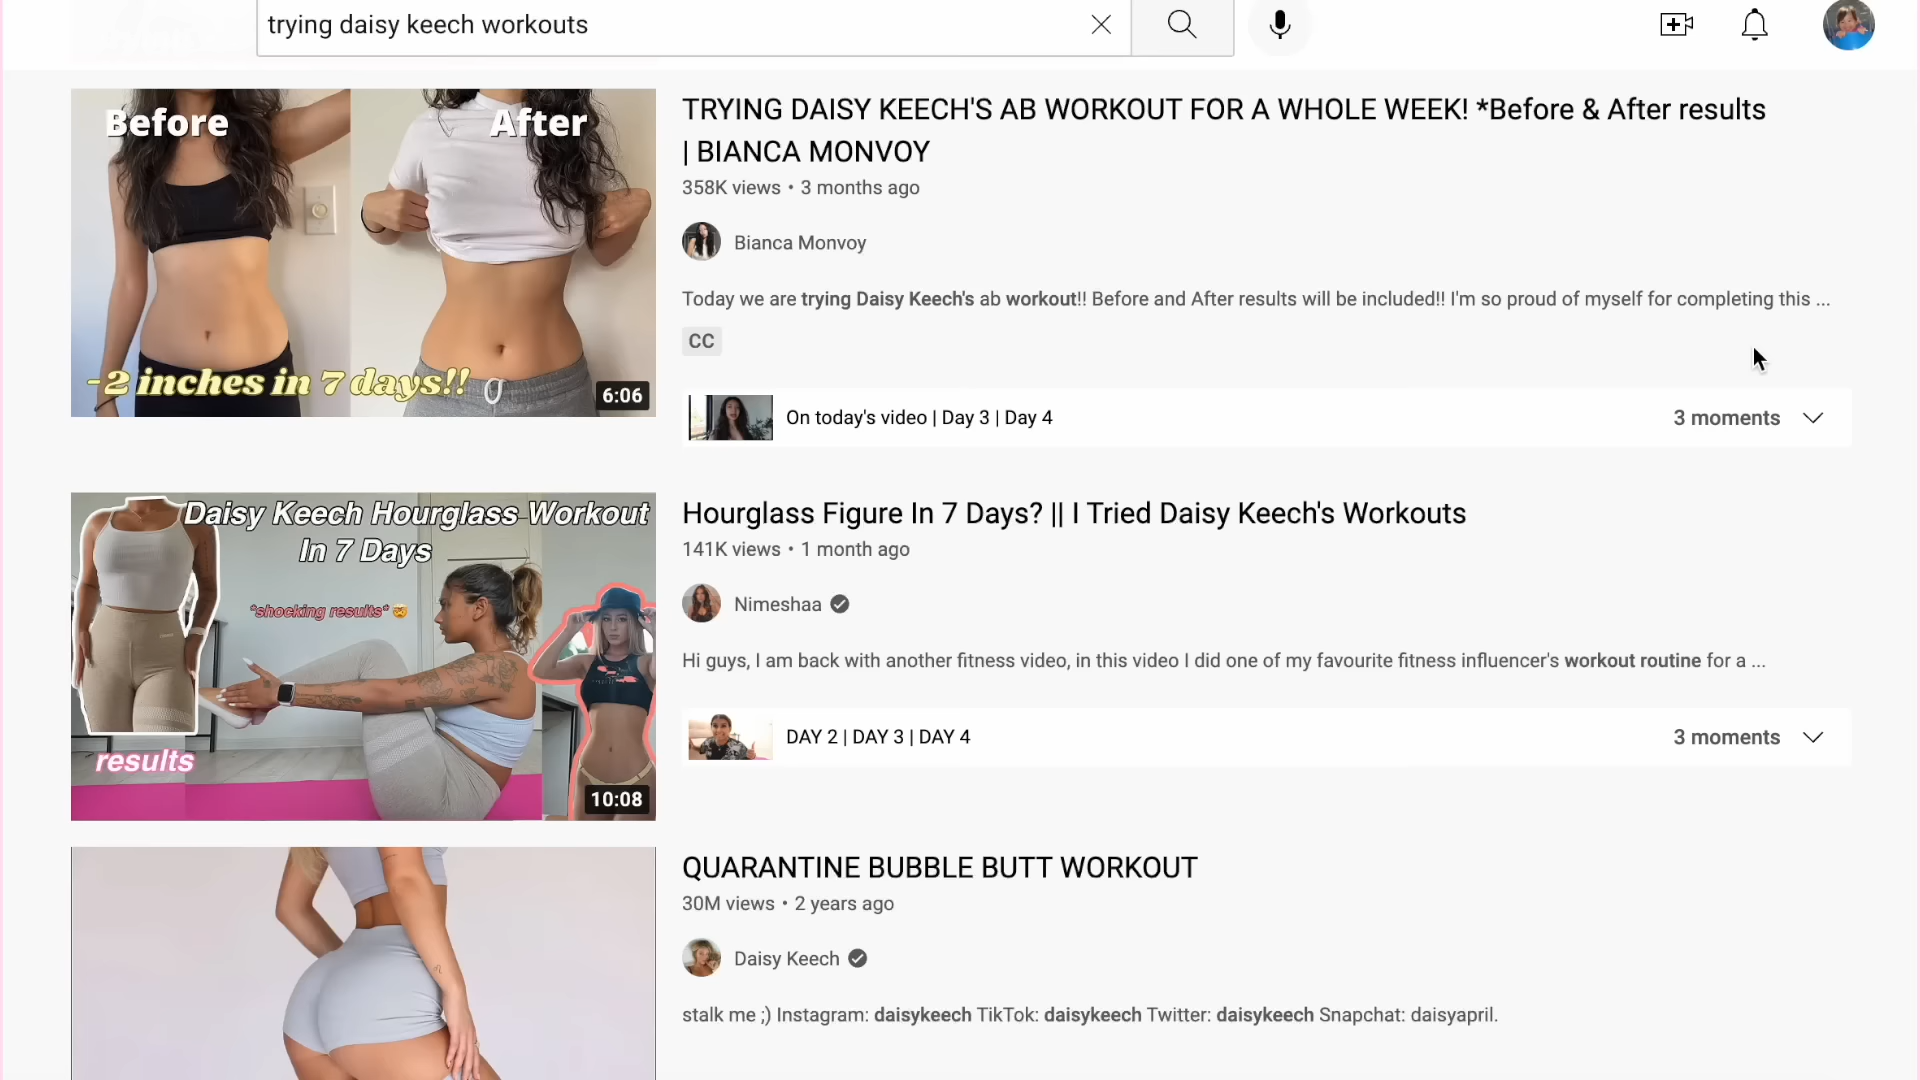 trying daisy keech workouts
Before
After
-2 inches in 7 days!!
6:06
TRYING DAISY KEECH'S AB WORKOUT FOR A WHOLE WEEK! *Before & After results
| BIANCA MONVOY
358K views • 3 months ago
Bianca Monvoy
Today we are trying Daisy Keech's ab workout!! Before and After results will be included!! I'm so proud of myself for completing this ...
CC
On today's video | Day 3 | Day 4
3 moments
Daisy Keech Hourglass Workout
In 7 Days
*shocking results* 🤯
results
10:08
Hourglass Figure In 7 Days? || I Tried Daisy Keech's Workouts
141K views • 1 month ago
Nimeshaa
Hi guys, I am back with another fitness video, in this video I did one of my favourite fitness influencer's workout routine for a ...
DAY 2 | DAY 3 | DAY 4
3 moments
QUARANTINE BUBBLE BUTT WORKOUT
30M views • 2 years ago
Daisy Keech
stalk me ;) Instagram: daisykeech TikTok: daisykeech Twitter: daisykeech Snapchat: daisyapril.